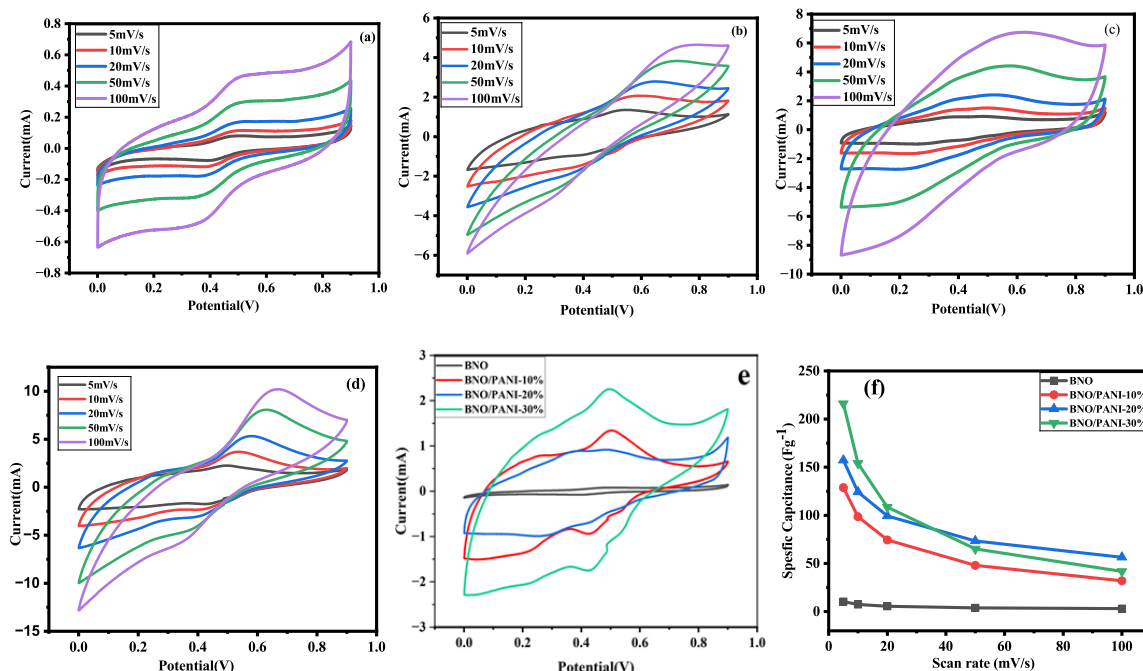 (a)
5mV/s
10mV/s
20mV/s
50mV/s
100mV/s
0.8
0.6
0.4
0.2
0.0
−0.2
−0.4
−0.6
−0.8
Current(mA)
0.0 0.2 0.4 0.6 0.8 1.0
Potential(V)
(b)
5mV/s
10mV/s
20mV/s
50mV/s
100mV/s
6
4
2
0
−2
−4
−6
Current(mA)
0.0 0.2 0.4 0.6 0.8 1.0
Potential(V)
(c)
5mV/s
10mV/s
20mV/s
50mV/s
100mV/s
8
6
4
2
0
−2
−4
−6
−8
−10
Current(mA)
0.0 0.2 0.4 0.6 0.8 1.0
Potential(V)
(d)
5mV/s
10mV/s
20mV/s
50mV/s
100mV/s
10
5
0
−5
−10
−15
Current(mA)
0.0 0.2 0.4 0.6 0.8 1.0
Potential(V)
e
BNO
BNO/PANI-10%
BNO/PANI-20%
BNO/PANI-30%
3
2
1
0
−1
−2
−3
Current(mA)
0.0 0.2 0.4 0.6 0.8 1.0
Potential(V)
(f)
BNO
BNO/PANI-10%
BNO/PANI-20%
BNO/PANI-30%
250
200
150
100
50
0
Spesfic Capcitance (Fg⁻¹)
0 20 40 60 80 100
Scan rate (mV/s)